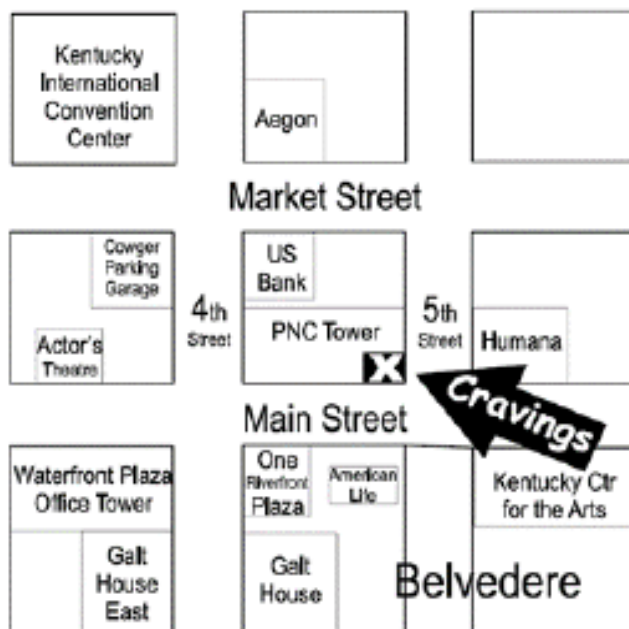 Kentucky
International
Convention
Center
Aegon
Market Street
Cowger
Parking
Garage
Actor's
Theatre
4th
Street
US
Bank
PNC Tower
X
5th
Street
Humana
Cravings
Main Street
Waterfront Plaza
Office Tower
Galt
House
East
One
Riverfront
Plaza
American
Life
Galt
House
Kentucky Ctr
for the Arts
Belvedere